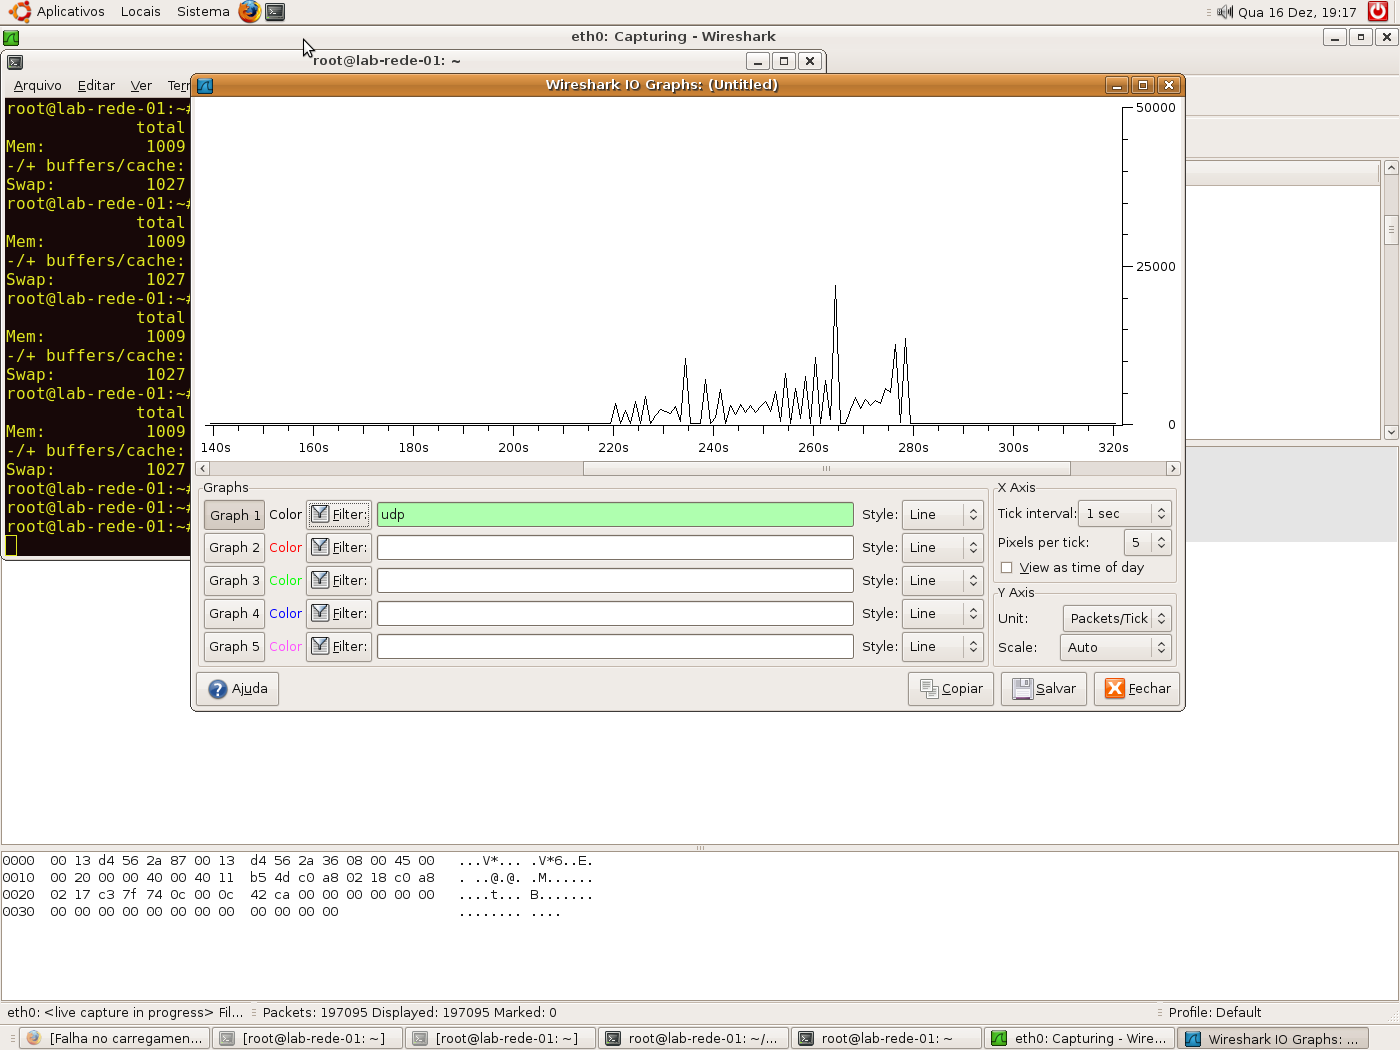 Aplicativos Locais Sistema Qua 16 Dez, 19:17
eth0: Capturing - Wireshark
root@lab-rede-01: ~
Arquivo Editar Ver Terr
Wireshark IO Graphs: (Untitled)
root@lab-rede-01:~#
total
Mem: 1009
-/+ buffers/cache:
Swap: 1027
root@lab-rede-01:~#
total
Mem: 1009
-/+ buffers/cache:
Swap: 1027
root@lab-rede-01:~#
total
Mem: 1009
-/+ buffers/cache:
Swap: 1027
root@lab-rede-01:~#
total
Mem: 1009
-/+ buffers/cache:
Swap: 1027
root@lab-rede-01:~#
root@lab-rede-01:~#
root@lab-rede-01:~#
50000
25000
0
140s 160s 180s 200s 220s 240s 260s 280s 300s 320s
Graphs
Graph 1 Color Filter: udp Style: Line
Graph 2 Color Filter: Style: Line
Graph 3 Color Filter: Style: Line
Graph 4 Color Filter: Style: Line
Graph 5 Color Filter: Style: Line
X Axis
Tick interval: 1 sec
Pixels per tick: 5
View as time of day
Y Axis
Unit: Packets/Tick
Scale: Auto
Ajuda Copiar Salvar Fechar
0000 00 13 d4 56 2a 87 00 13 d4 56 2a 36 08 00 45 00 ...V*... .V*6..E.
0010 00 20 00 00 40 00 40 11 b5 4d c0 a8 02 18 c0 a8 . ..@.@. .M......
0020 02 17 c3 7f 74 0c 00 0c 42 ca 00 00 00 00 00 00 ....t... B.......
0030 00 00 00 00 00 00 00 00 00 00 00 00 ........ ....
eth0: <live capture in progress> Fil... Packets: 197095 Displayed: 197095 Marked: 0 Profile: Default
[Falha no carregamen... [root@lab-rede-01: ~] [root@lab-rede-01: ~] root@lab-rede-01: ~/... root@lab-rede-01: ~ eth0: Capturing - Wire... Wireshark IO Graphs: ...